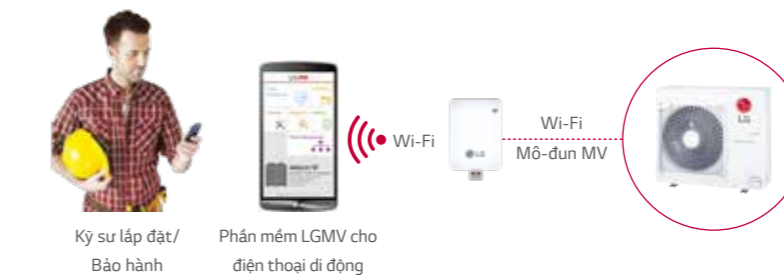 Wi-Fi
LG
Wi-Fi
Mô-đun MV
LG
Kỹ sư lắp đặt/
Bảo hành
Phần mềm LGMV cho
điện thoại di động